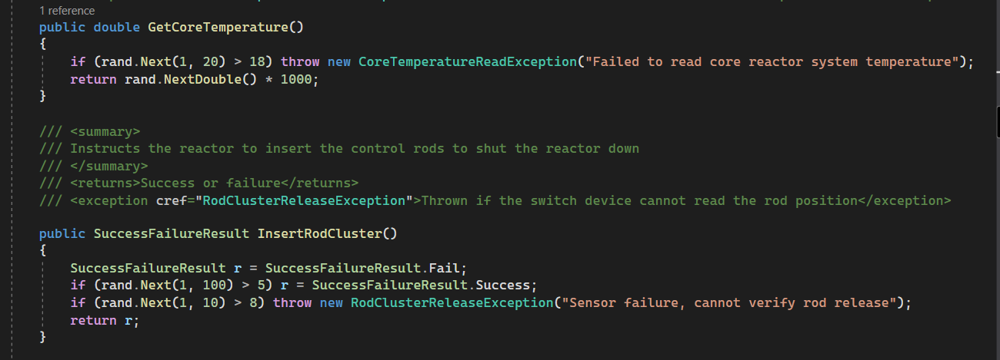 1 reference
public double GetCoreTemperature()
{
if (rand.Next(1, 20) > 18) throw new CoreTemperatureReadException("Failed to read core reactor system temperature");
return rand.NextDouble() * 1000;
}
/// <summary>
/// Instructs the reactor to insert the control rods to shut the reactor down
/// </summary>
/// <returns>Success or failure</returns>
/// <exception cref="RodClusterReleaseException">Thrown if the switch device cannot read the rod position</exception>
public SuccessFailureResult InsertRodCluster()
{
SuccessFailureResult r = SuccessFailureResult.Fail;
if (rand.Next(1, 100) > 5) r = SuccessFailureResult.Success;
if (rand.Next(1, 10) > 8) throw new RodClusterReleaseException("Sensor failure, cannot verify rod release");
return r;
}